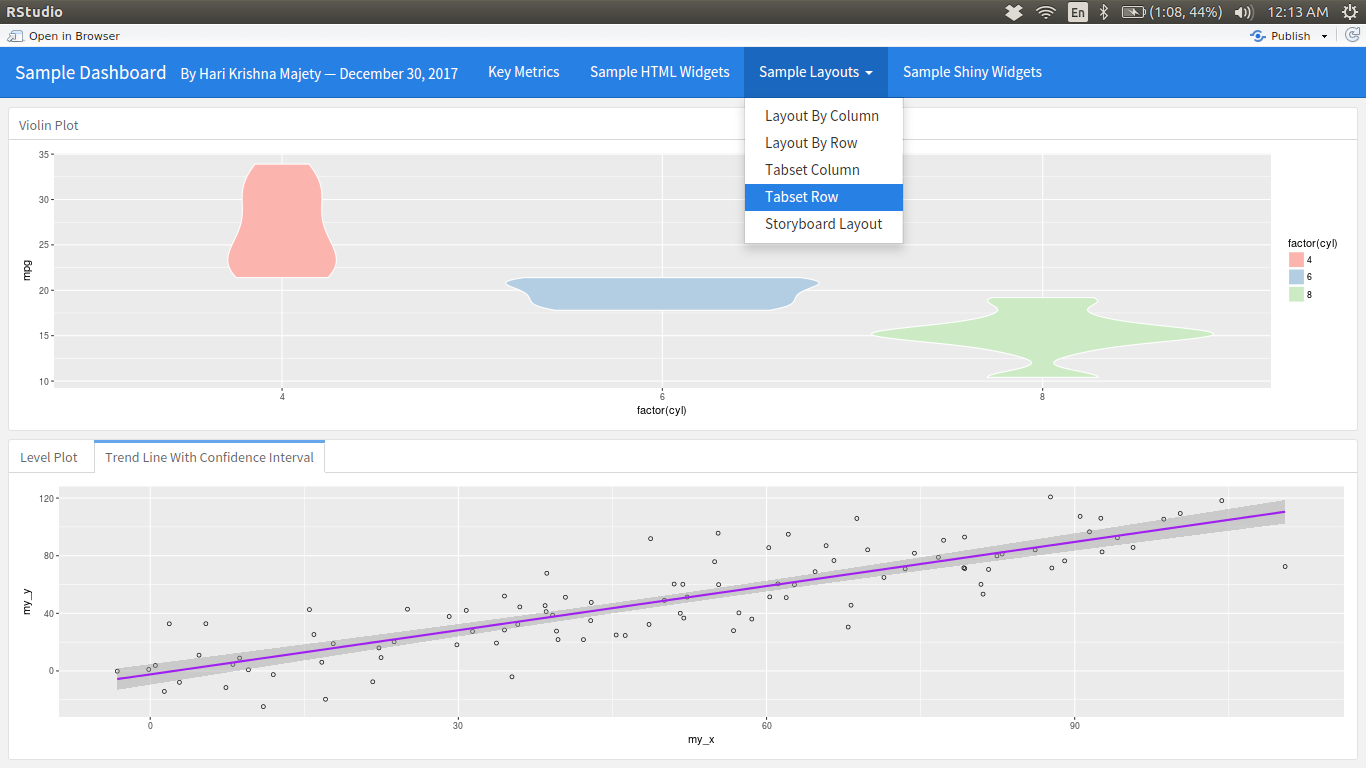 RStudio
En
(1:08, 44%)
12:13 AM
Open in Browser
Publish
Sample Dashboard By Hari Krishna Majety — December 30, 2017 Key Metrics Sample HTML Widgets Sample Layouts Sample Shiny Widgets
Layout By Column
Layout By Row
Tabset Column
Tabset Row
Storyboard Layout
Violin Plot
35
30
25
20
15
10
mpg
4 6 8
factor(cyl)
factor(cyl)
4
6
8
Level Plot Trend Line With Confidence Interval
120
80
40
0
my_y
0 30 60 90
my_x